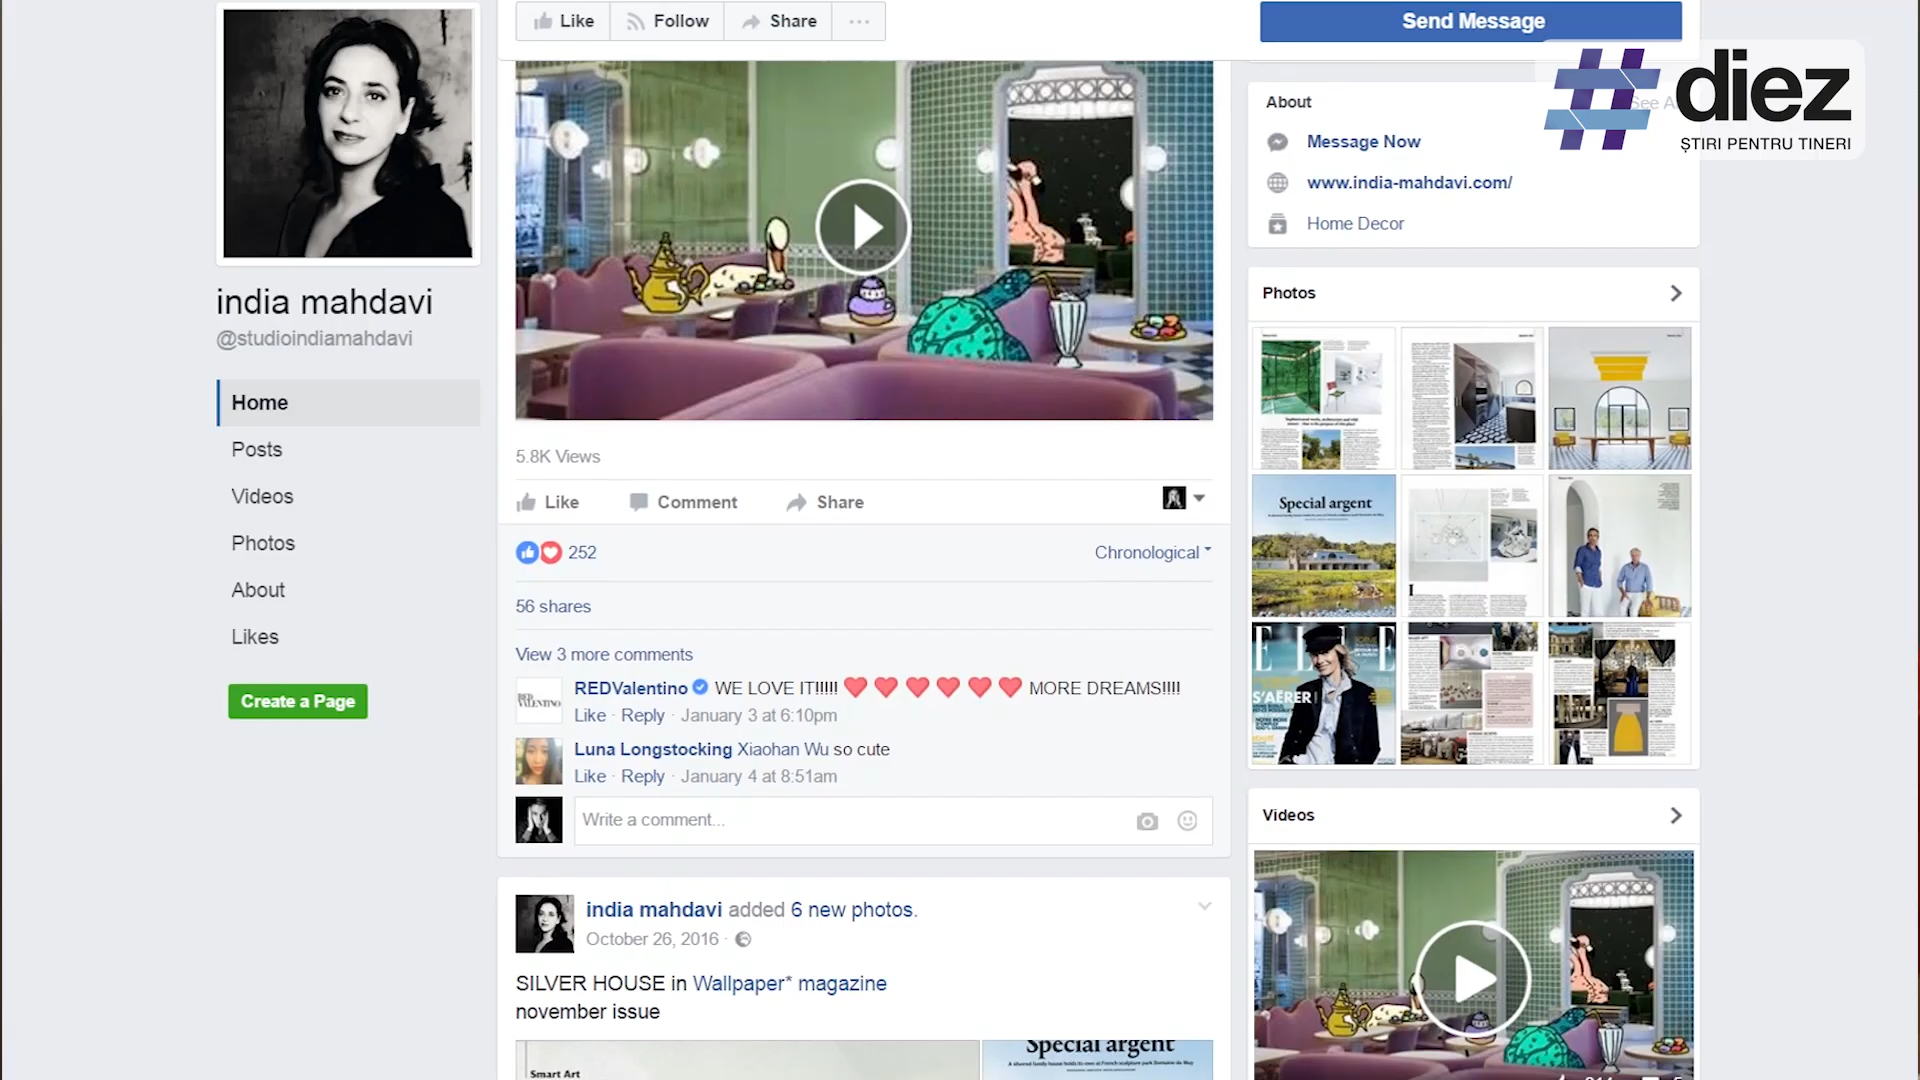 Like
Follow
Share
Send Message
#diez
ȘTIRI PENTRU TINERI
About
See A
Message Now
www.india-mahdavi.com/
Home Decor
india mahdavi
@studioindiamahdavi
Home
Posts
Videos
Photos
About
Likes
Create a Page
5.8K Views
Like
Comment
Share
252
Chronological
56 shares
View 3 more comments
RED VALENTINO
REDValentino WE LOVE IT!!!!! ❤❤❤❤❤❤ MORE DREAMS!!!!
Like · Reply · January 3 at 6:10pm
Luna Longstocking Xiaohan Wu so cute
Like · Reply · January 4 at 8:51am
Write a comment...
india mahdavi added 6 new photos.
October 26, 2016 ·
SILVER HOUSE in Wallpaper* magazine
november issue
Smart Art
Special argent
Photos
Special argent
ELLE
S'AÉRER !
Videos